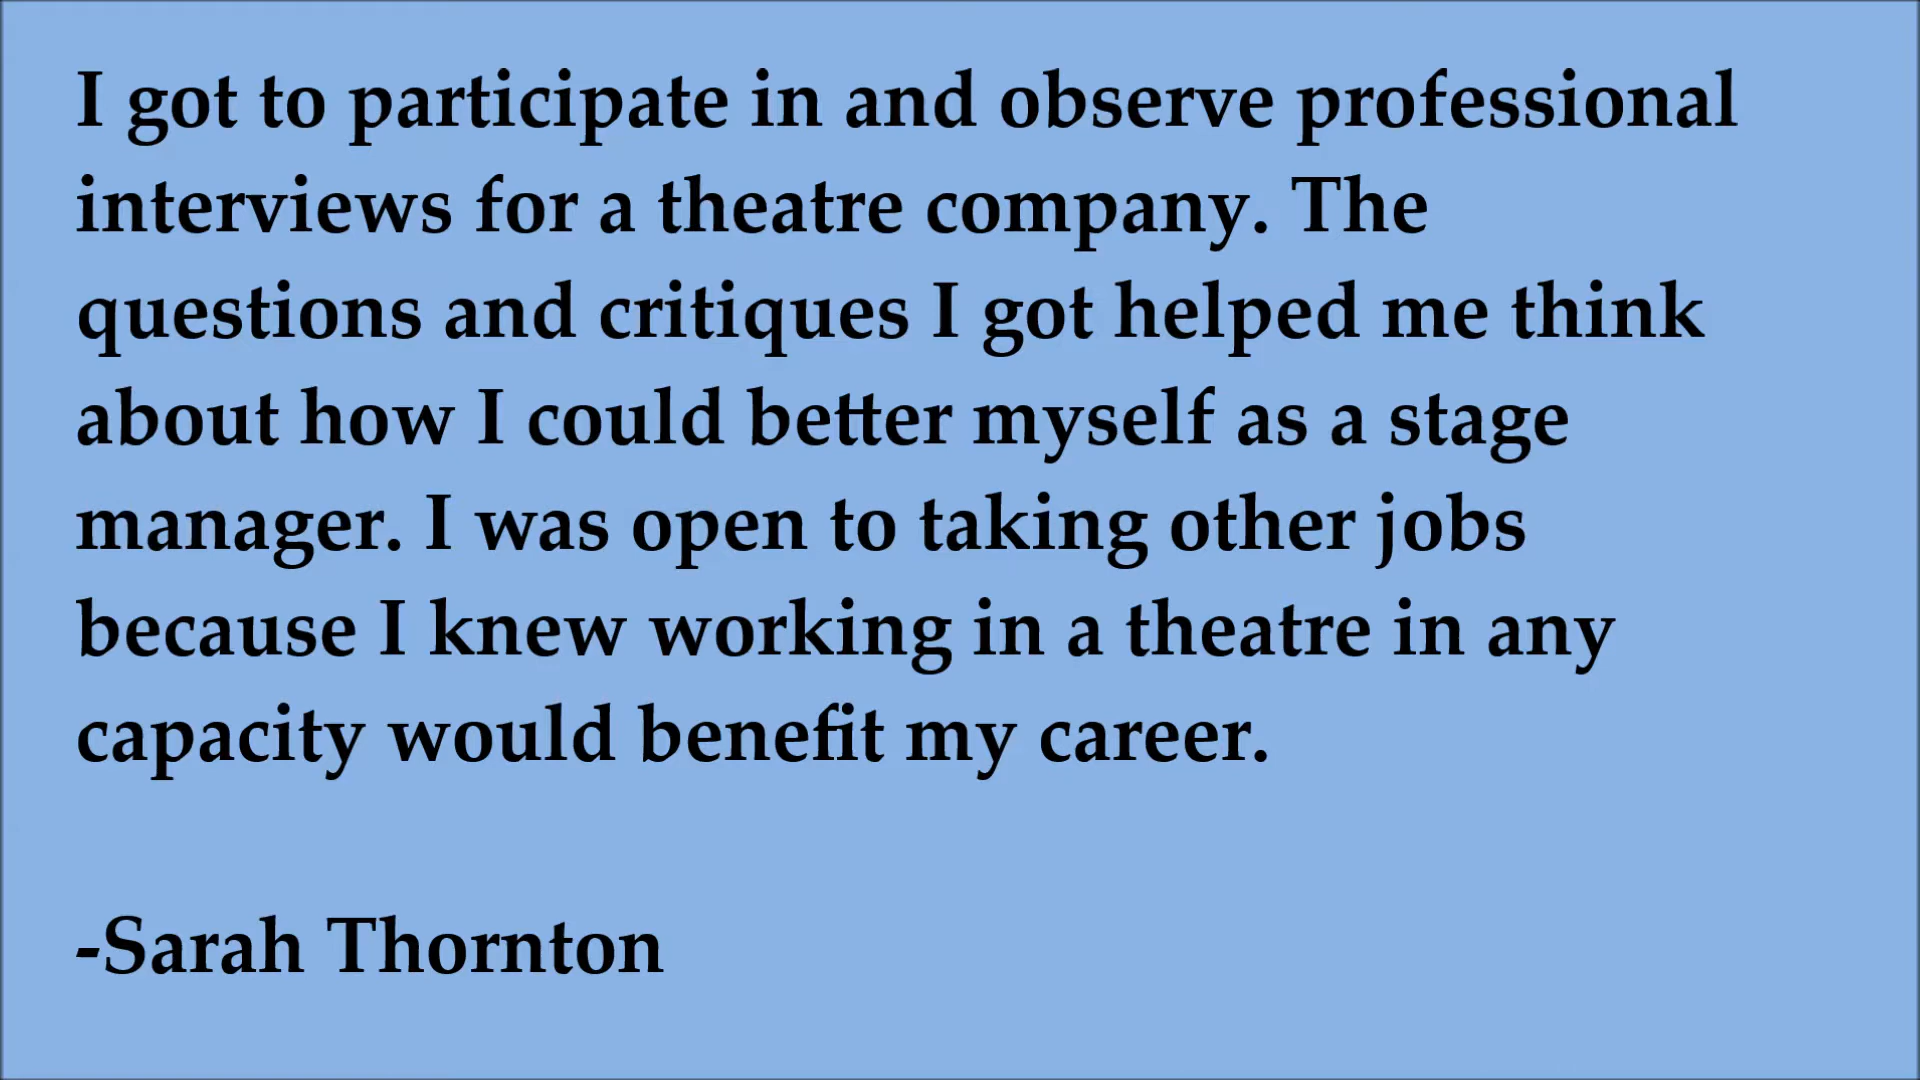 I got to participate in and observe professional
interviews for a theatre company. The
questions and critiques I got helped me think
about how I could better myself as a stage
manager. I was open to taking other jobs
because I knew working in a theatre in any
capacity would benefit my career.
-Sarah Thornton